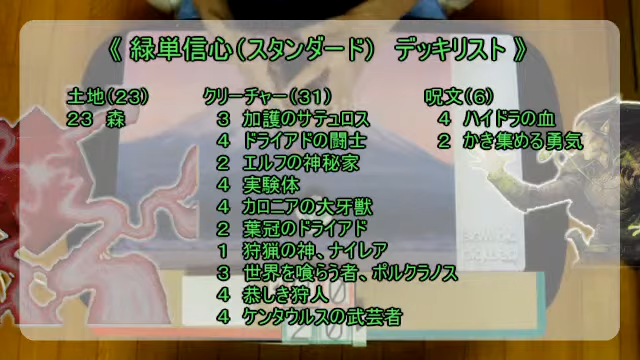 《 緑単信心(スタンダード) デッキリスト 》
土地(23)
23 森
クリーチャー(31)
3 加護のサテュロス
4 ドライアドの闘士
2 エルフの神秘家
4 実験体
4 カロニアの大牙獣
2 葉冠のドライアド
1 狩猟の神、ナイレア
3 世界を喰らう者、ポルクラノス
4 恭しき狩人
4 ケンタウルスの武芸者
呪文(6)
4 ハイドラの血
2 かき集める勇気